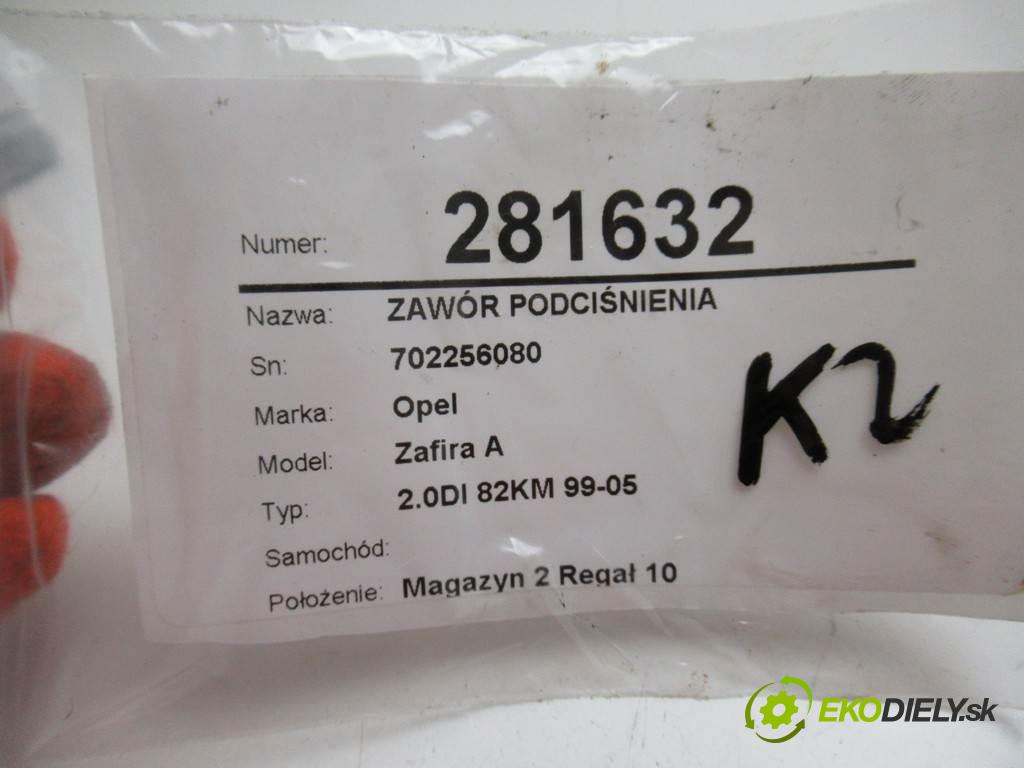 Numer: 281632
Nazwa: ZAWÓR PODCIŚNIENIA
Sn: 702256080
Marka: Opel
Model: Zafira A
Typ: 2.0DI 82KM 99-05
Samochód:
Położenie: Magazyn 2 Regał 10
K2
EKODIELY.sk